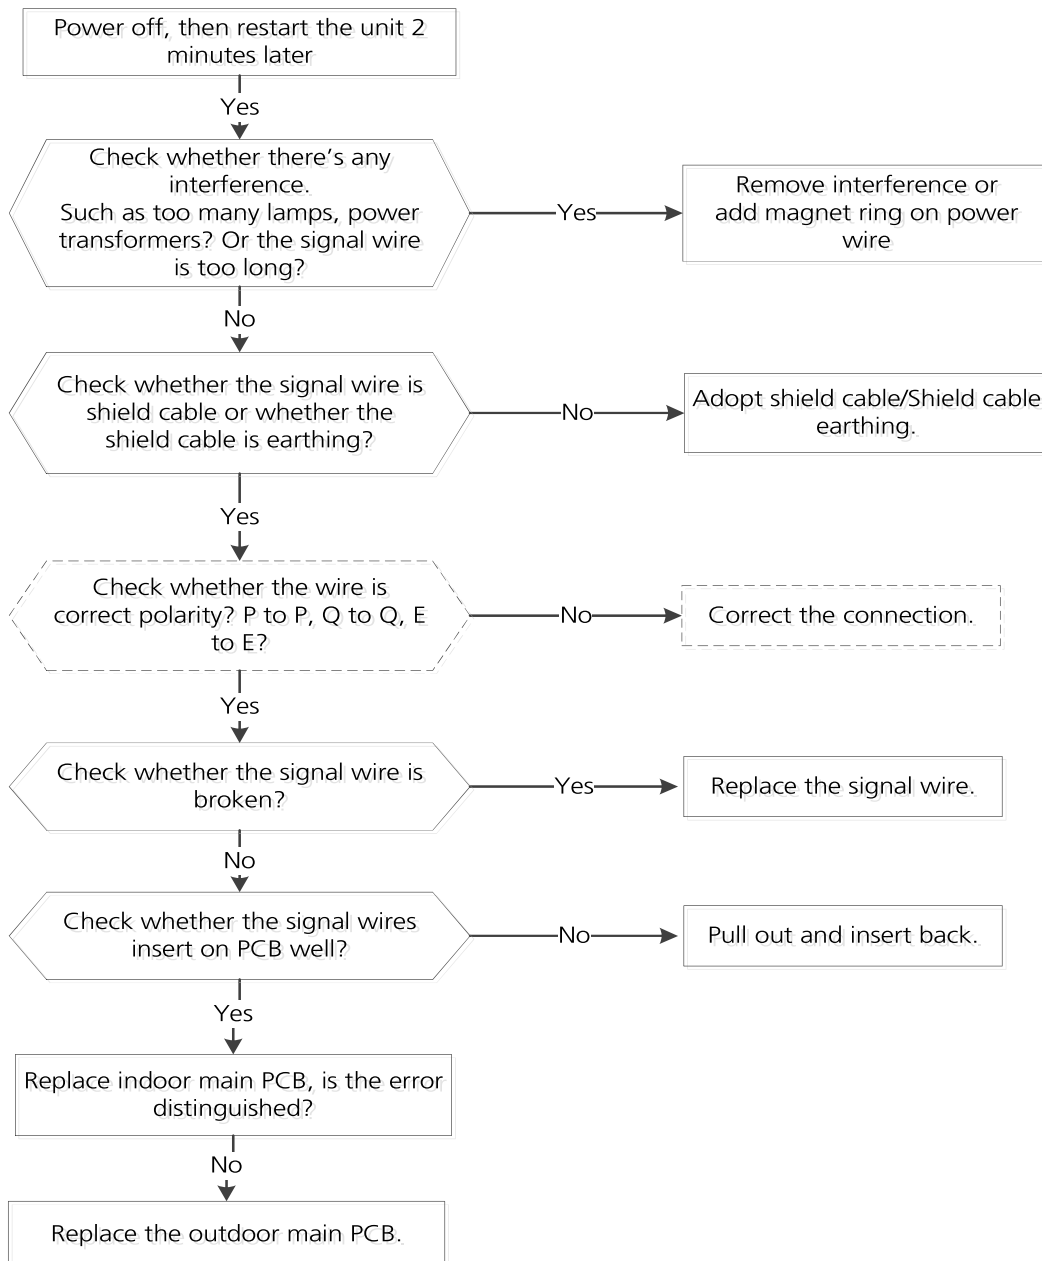 Power off, then restart the unit 2
minutes later
Yes
Check whether there's any
interference.
Such as too many lamps, power
transformers? Or the signal wire
is too long?
Yes
Remove interference or
add magnet ring on power
wire
No
Check whether the signal wire is
shield cable or whether the
shield cable is earthing?
No
Adopt shield cable/Shield cable
earthing.
Yes
Check whether the wire is
correct polarity? P to P, Q to Q, E
to E?
No
Correct the connection.
Yes
Check whether the signal wire is
broken?
Yes
Replace the signal wire.
No
Check whether the signal wires
insert on PCB well?
No
Pull out and insert back.
Yes
Replace indoor main PCB, is the error
distinguished?
No
Replace the outdoor main PCB.